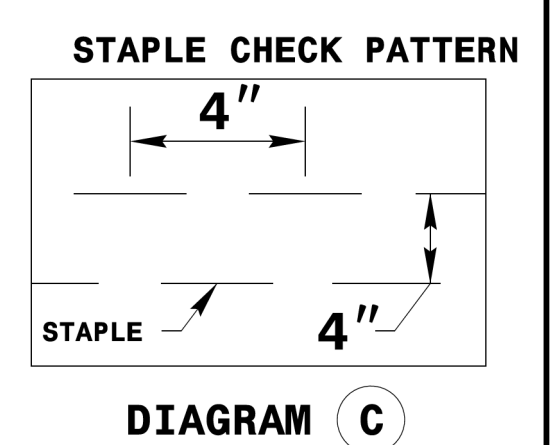 STAPLE CHECK PATTERN
4"
STAPLE
4"
DIAGRAM C